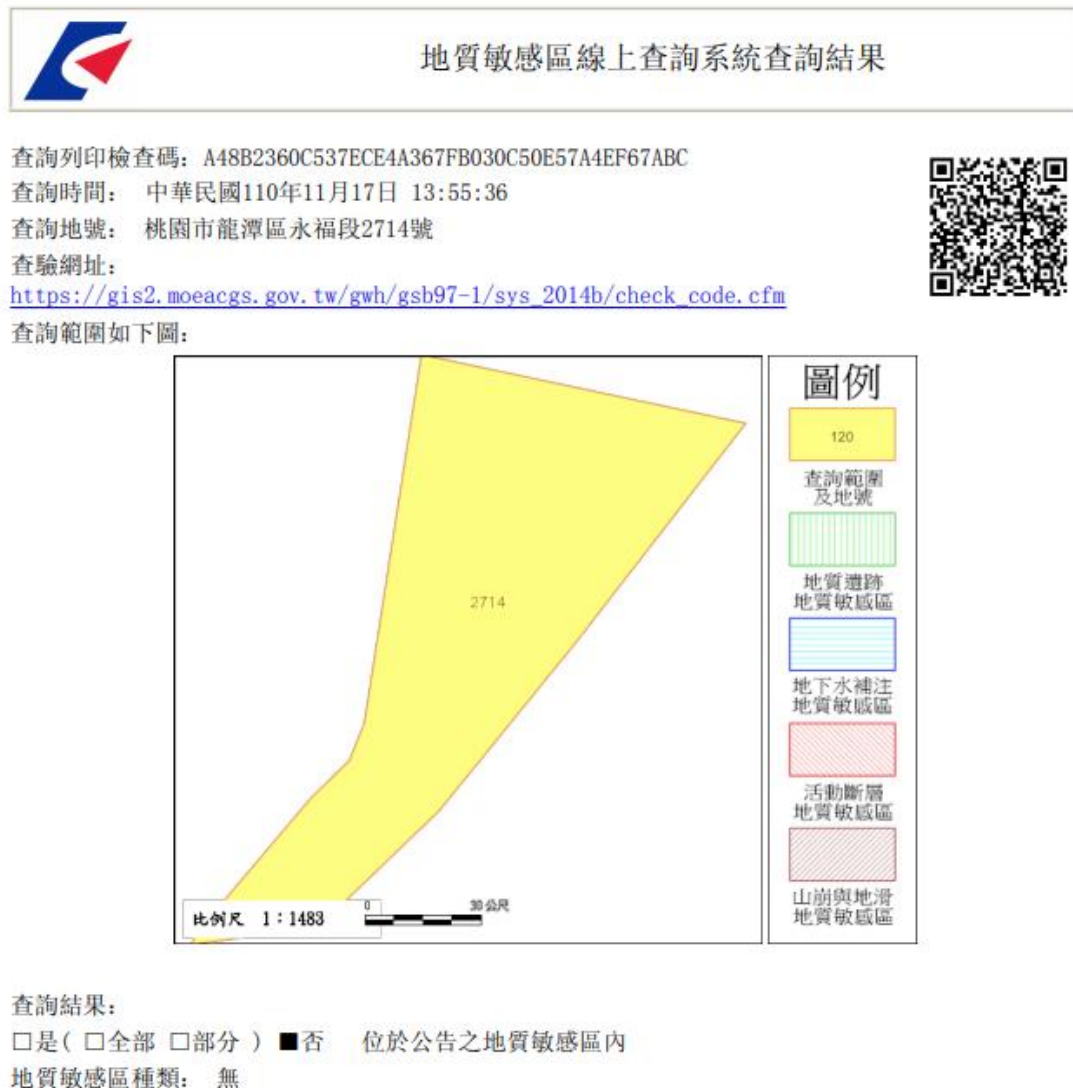 地質敏感區線上查詢系統查詢結果
查詢列印檢查碼: A48B2360C537ECE4A367FB030C50E57A4EF67ABC
查詢時間: 中華民國110年11月17日 13:55:36
查詢地號: 桃園市龍潭區永福段2714號
查驗網址:
https://gis2.moeacgs.gov.tw/gwh/gsb97-1/sys_2014b/check_code.cfm
查詢範圍如下圖:
2714
比例尺 1:1483
0 30公尺
圖例
120
查詢範圍
及地號
地質遺跡
地質敏感區
地下水補注
地質敏感區
活動斷層
地質敏感區
山崩與地滑
地質敏感區
查詢結果:
□是( □全部 □部分 ) ■否 位於公告之地質敏感區內
地質敏感區種類: 無